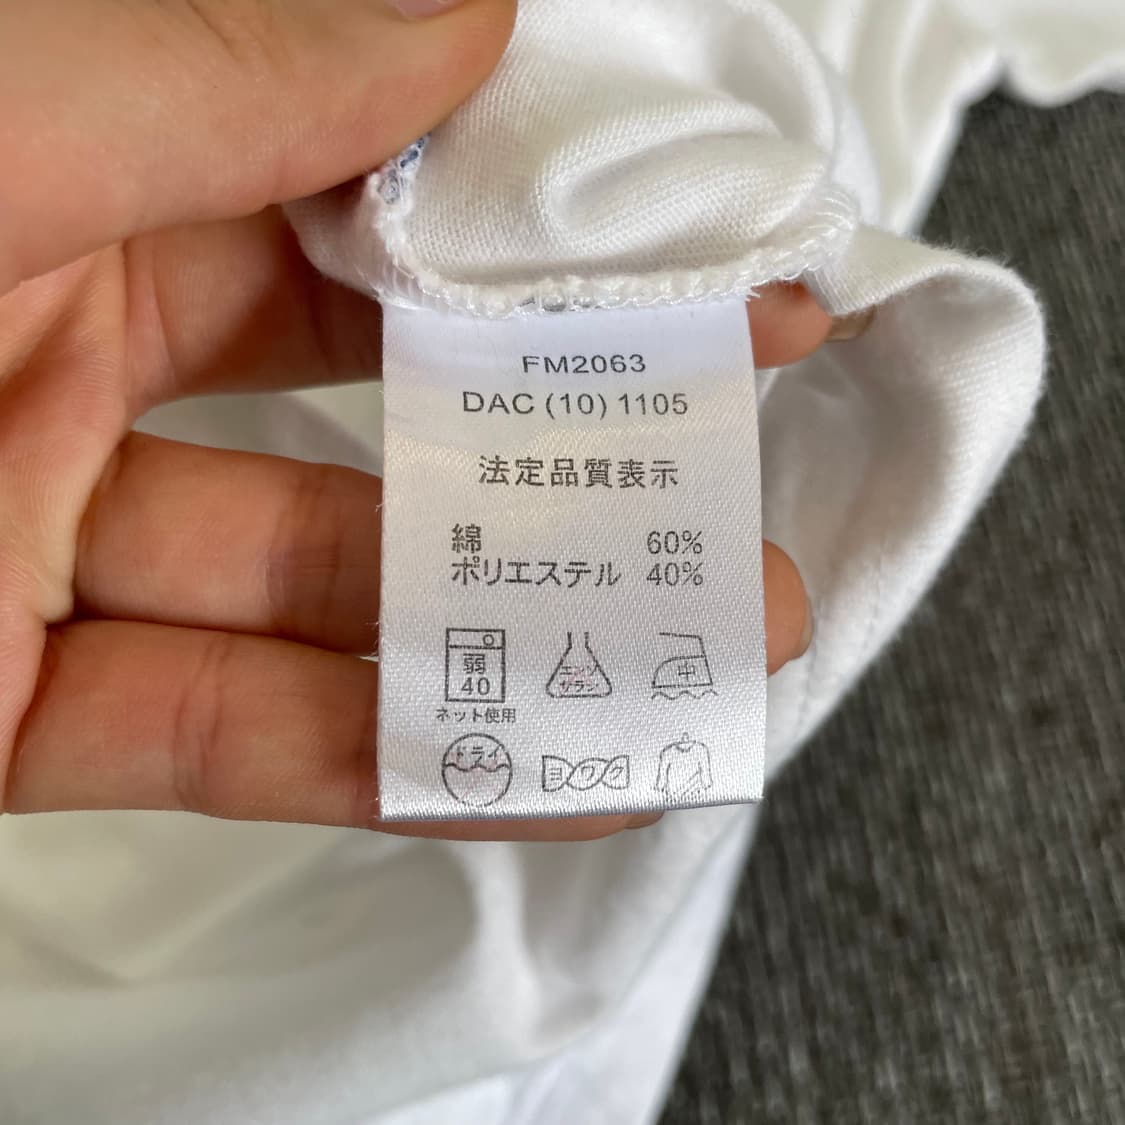 FM2063
DAC (10) 1105
法定品質表示
綿 60%
ポリエステル 40%
弱
40
ネット使用
エンソ
サラシ
中
ドライ
ヨワク